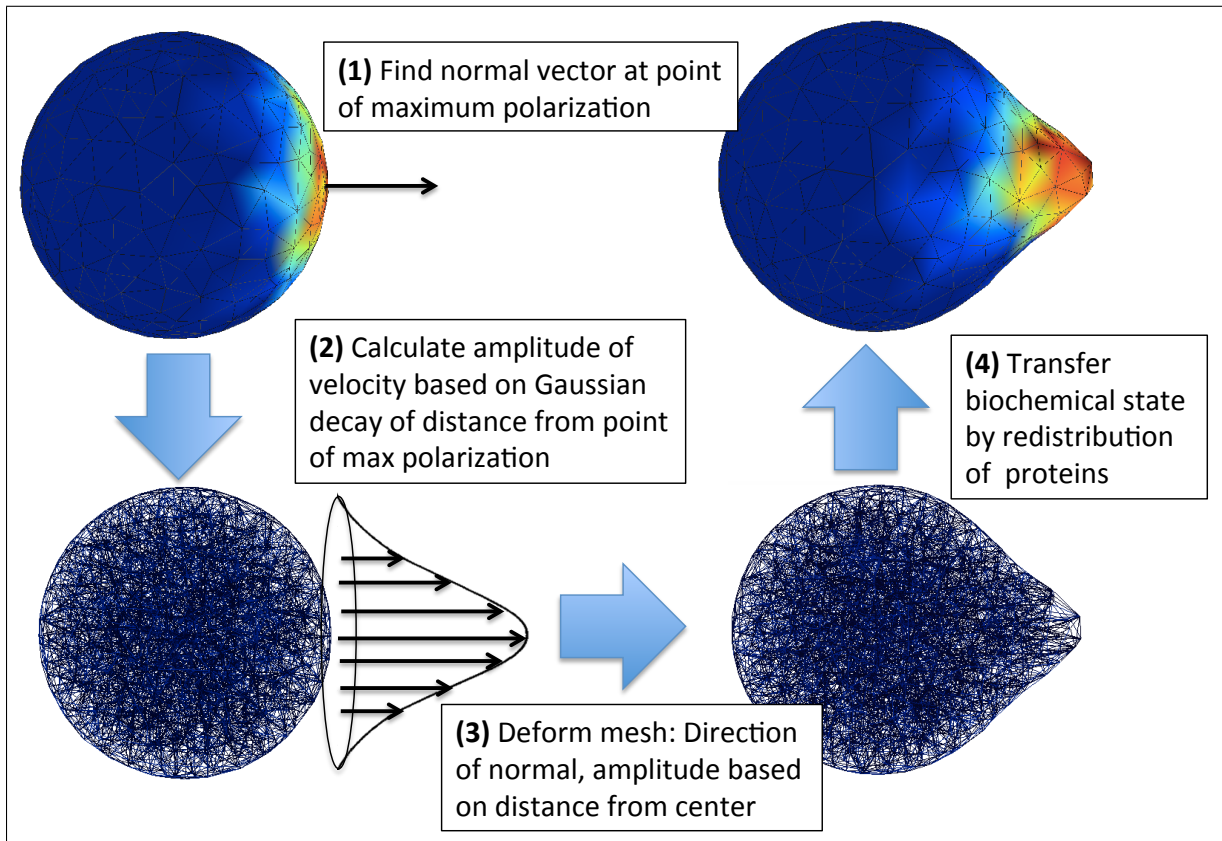 (1) Find normal vector at point
of maximum polarization
(2) Calculate amplitude of
velocity based on Gaussian
decay of distance from point
of max polarization
(3) Deform mesh: Direction
of normal, amplitude based
on distance from center
(4) Transfer
biochemical state
by redistribution
of proteins